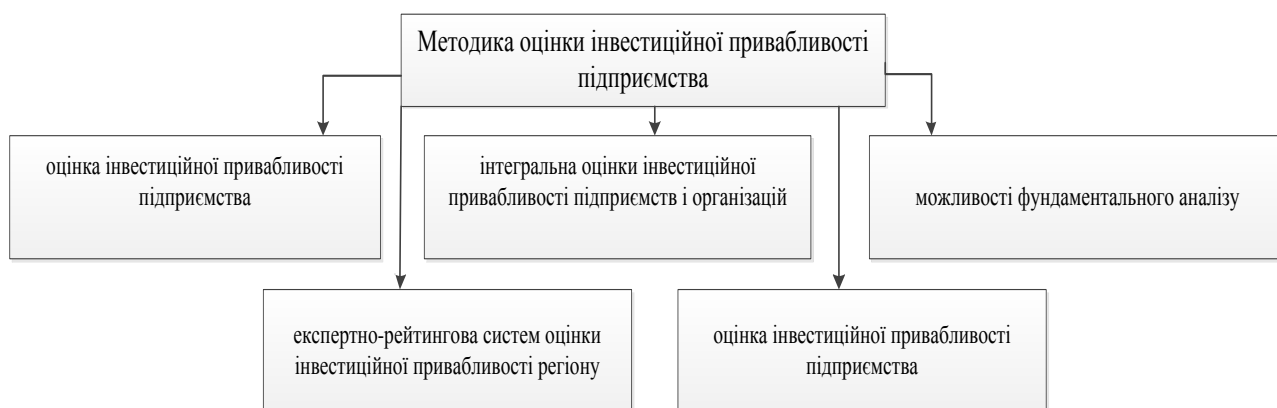 Методика оцінки інвестиційної привабливості
підприємства
оцінка інвестиційної привабливості
підприємства
інтегральна оцінки інвестиційної
привабливості підприємств і організацій
можливості фундаментального аналізу
експертно-рейтингова систем оцінки
інвестиційної привабливості регіону
оцінка інвестиційної привабливості
підприємства